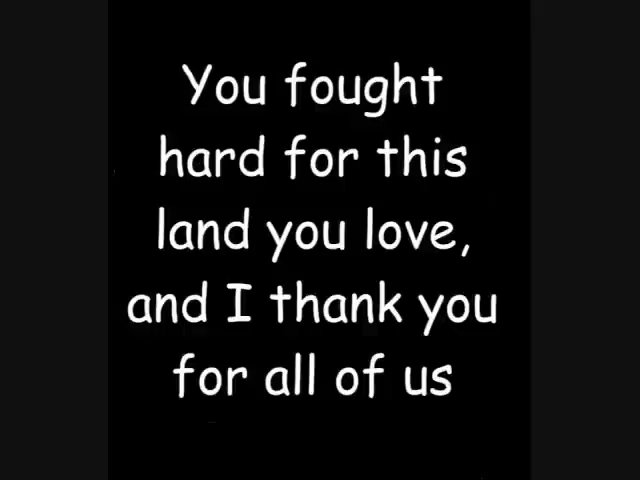 You fought
hard for this
land you love,
and I thank you
for all of us